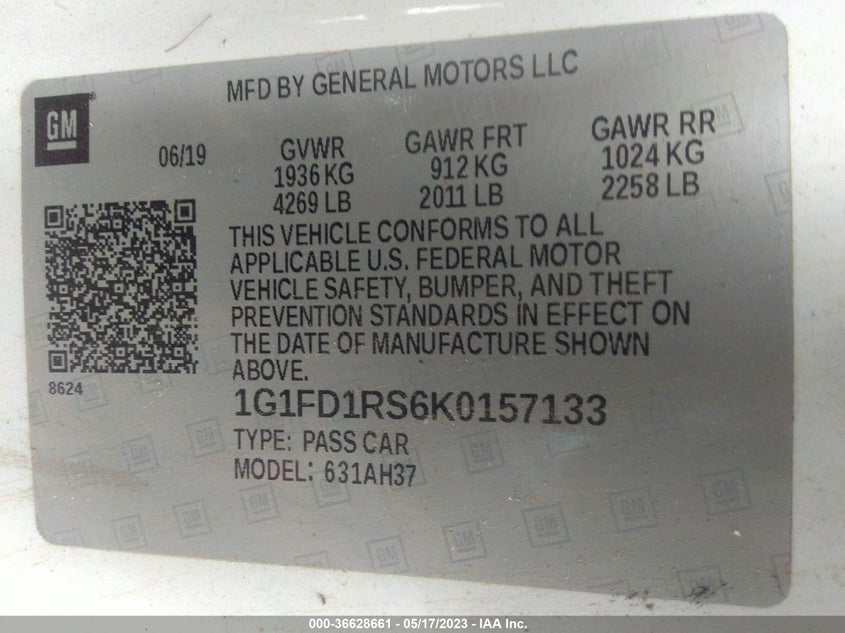 MFD BY GENERAL MOTORS LLC
GM
06/19
GVWR
1936 KG
4269 LB
GAWR FRT
912 KG
2011 LB
GAWR RR
1024 KG
2258 LB
THIS VEHICLE CONFORMS TO ALL
APPLICABLE U.S. FEDERAL MOTOR
VEHICLE SAFETY, BUMPER, AND THEFT
PREVENTION STANDARDS IN EFFECT ON
THE DATE OF MANUFACTURE SHOWN
ABOVE.
8624
1G1FD1RS6K0157133
TYPE: PASS CAR
MODEL: 631AH37
000-36628661 - 05/17/2023 - IAA Inc.